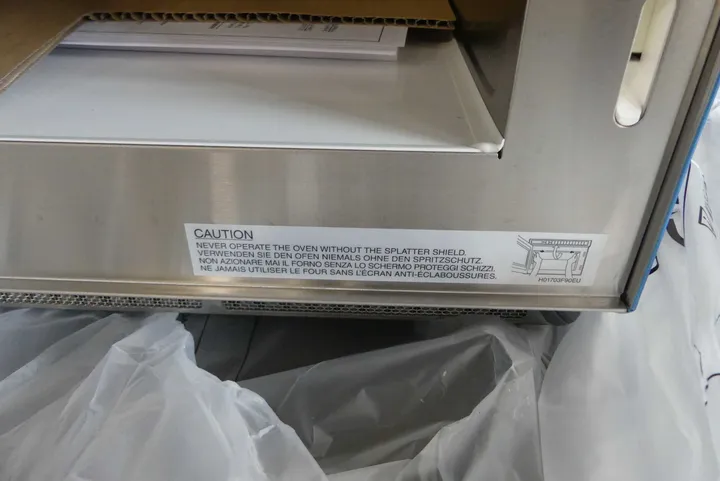 CAUTION
NEVER OPERATE THE OVEN WITHOUT THE SPLATTER SHIELD.
VERWENDEN SIE DEN OFEN NIEMALS OHNE DEN SPRITZSCHUTZ.
NON AZIONARE MAI IL FORNO SENZA LO SCHERMO PROTEGGI SCHIZZI.
NE JAMAIS UTILISER LE FOUR SANS L'ÉCRAN ANTI-ÉCLABOUSSURES.